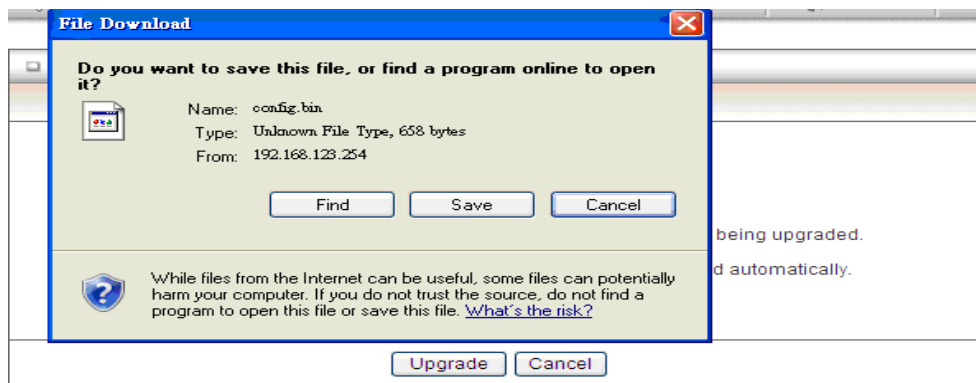 File Download
Do you want to save this file, or find a program online to open
it?
Name: config.bin
Type: Unknown File Type, 658 bytes
From: 192.168.123.254
Find Save Cancel
being upgraded.
d automatically.
While files from the Internet can be useful, some files can potentially
harm your computer. If you do not trust the source, do not find a
program to open this file or save this file. What's the risk?
Upgrade Cancel